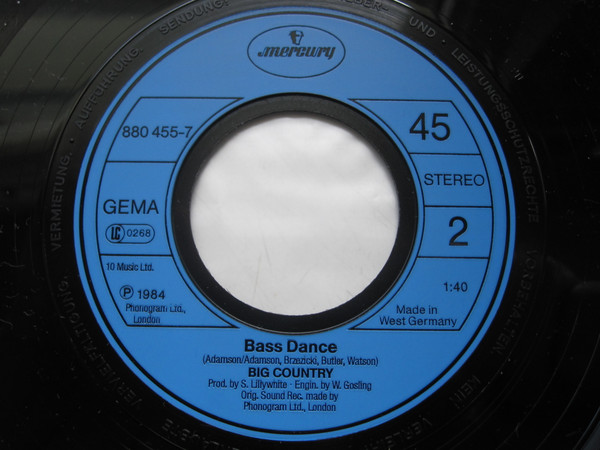 mercury
880 455-7
45
STEREO
GEMA
LC 0268
2
10 Music Ltd.
1:40
℗ 1984
Phonogram Ltd.,
London
Made in
West Germany
Bass Dance
(Adamson/Adamson, Brzezicki, Butler, Watson)
BIG COUNTRY
Prod. by S. Lillywhite · Engin. by W. Gosling
Orig. Sound Rec. made by
Phonogram Ltd., London
VERMIETUNG. AUFFÜHRUNG. SENDUNG.
UND LEISTUNGSSCHUTZRECHTE